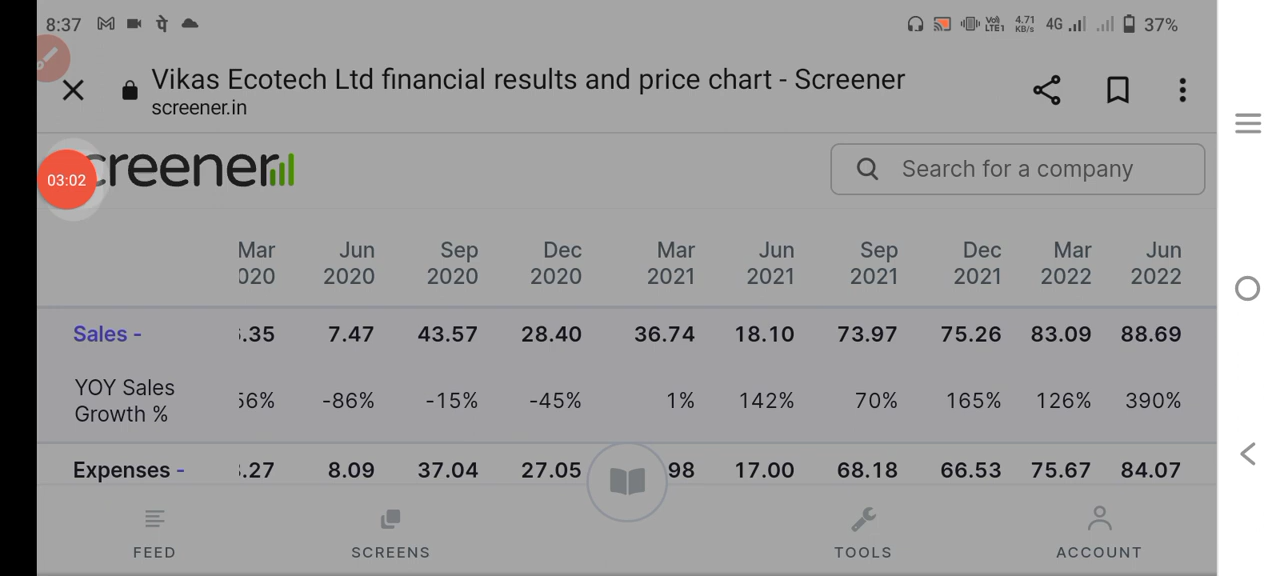 8:37 Vol LTE1 4.71 KB/s 4G 37%
Vikas Ecotech Ltd financial results and price chart - Screener
screener.in
03:02 creener
Search for a company
Mar Jun Sep Dec Mar Jun Sep Dec Mar Jun
020 2020 2020 2020 2021 2021 2021 2021 2022 2022
Sales - .35 7.47 43.57 28.40 36.74 18.10 73.97 75.26 83.09 88.69
YOY Sales
Growth % 56% -86% -15% -45% 1% 142% 70% 165% 126% 390%
Expenses - .27 8.09 37.04 27.05 98 17.00 68.18 66.53 75.67 84.07
FEED SCREENS TOOLS ACCOUNT